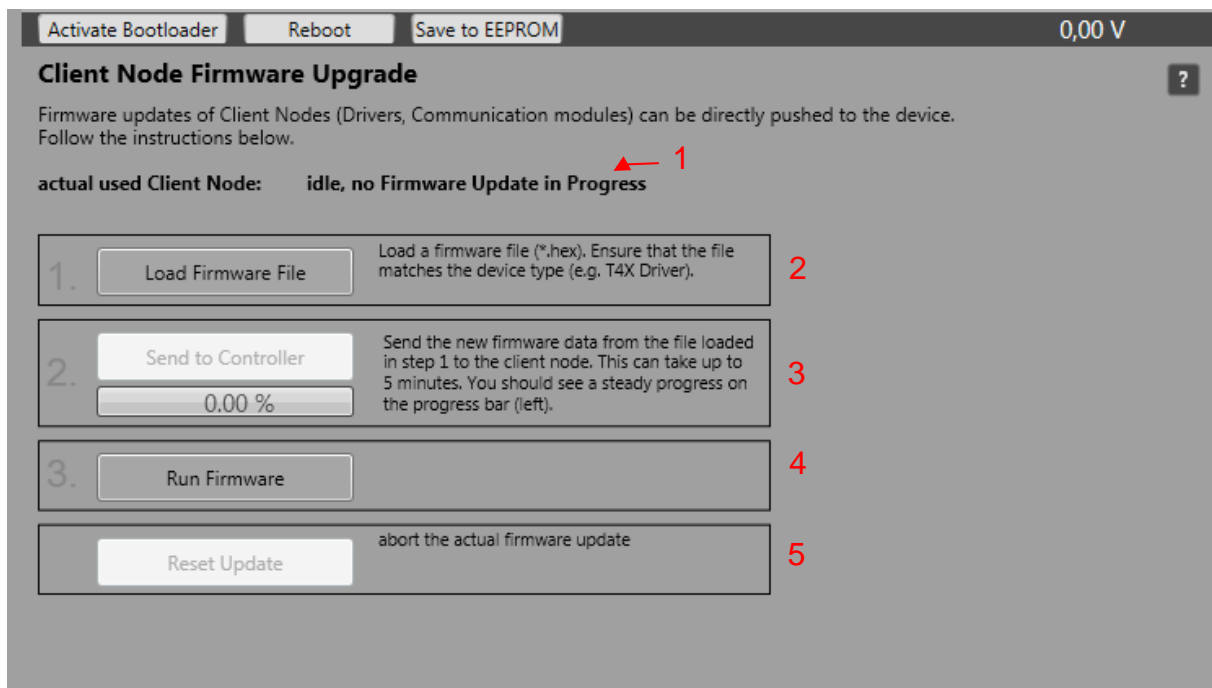 Activate Bootloader Reboot Save to EEPROM 0,00 V
Client Node Firmware Upgrade
?
Firmware updates of Client Nodes (Drivers, Communication modules) can be directly pushed to the device.
Follow the instructions below.
1
actual used Client Node: idle, no Firmware Update in Progress
1. Load Firmware File
Load a firmware file (*.hex). Ensure that the file
matches the device type (e.g. T4X Driver).
2
2. Send to Controller
0.00 %
Send the new firmware data from the file loaded
in step 1 to the client node. This can take up to
5 minutes. You should see a steady progress on
the progress bar (left).
3
3. Run Firmware
4
Reset Update
abort the actual firmware update
5